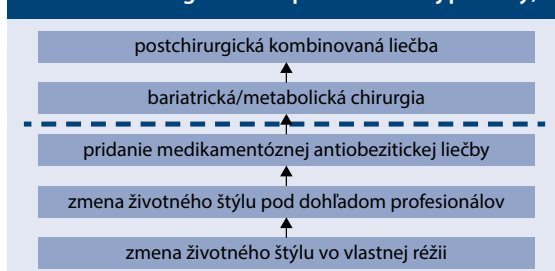 postchirurgická kombinovaná liečba
bariatrická/metabolická chirurgia
pridanie medikamentóznej antiobezitickej liečby
zmena životného štýlu pod dohľadom profesionálov
zmena životného štýlu vo vlastnej réžii